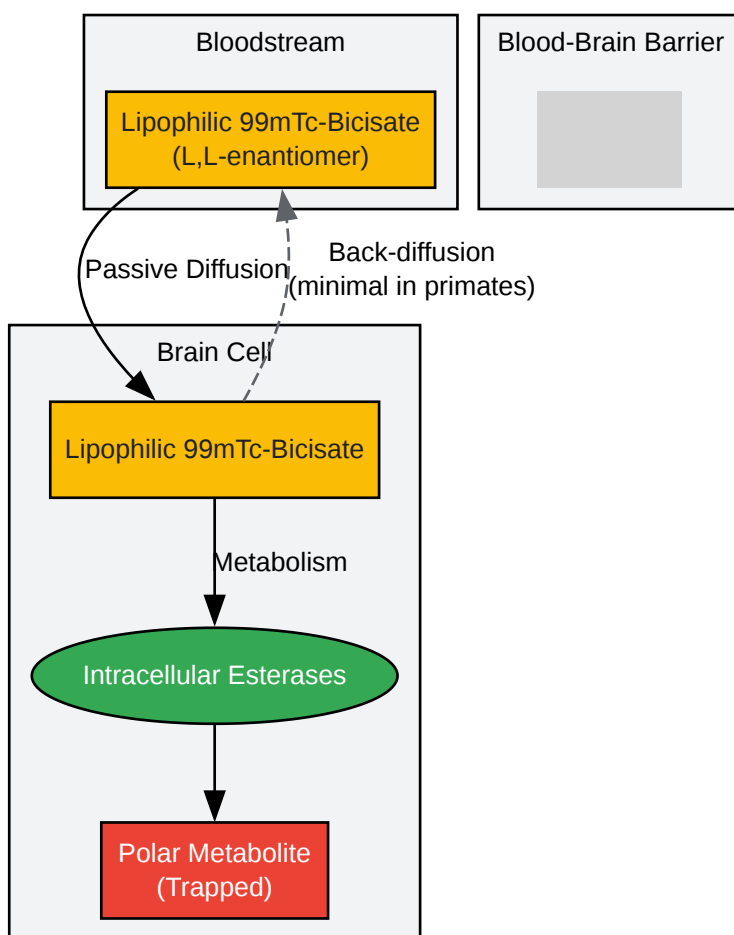 Bloodstream
Blood-Brain Barrier
Lipophilic 99mTc-Bicisate
(L,L-enantiomer)
Passive Diffusion
Back-diffusion
(minimal in primates)
Brain Cell
Lipophilic 99mTc-Bicisate
Metabolism
Intracellular Esterases
Polar Metabolite
(Trapped)